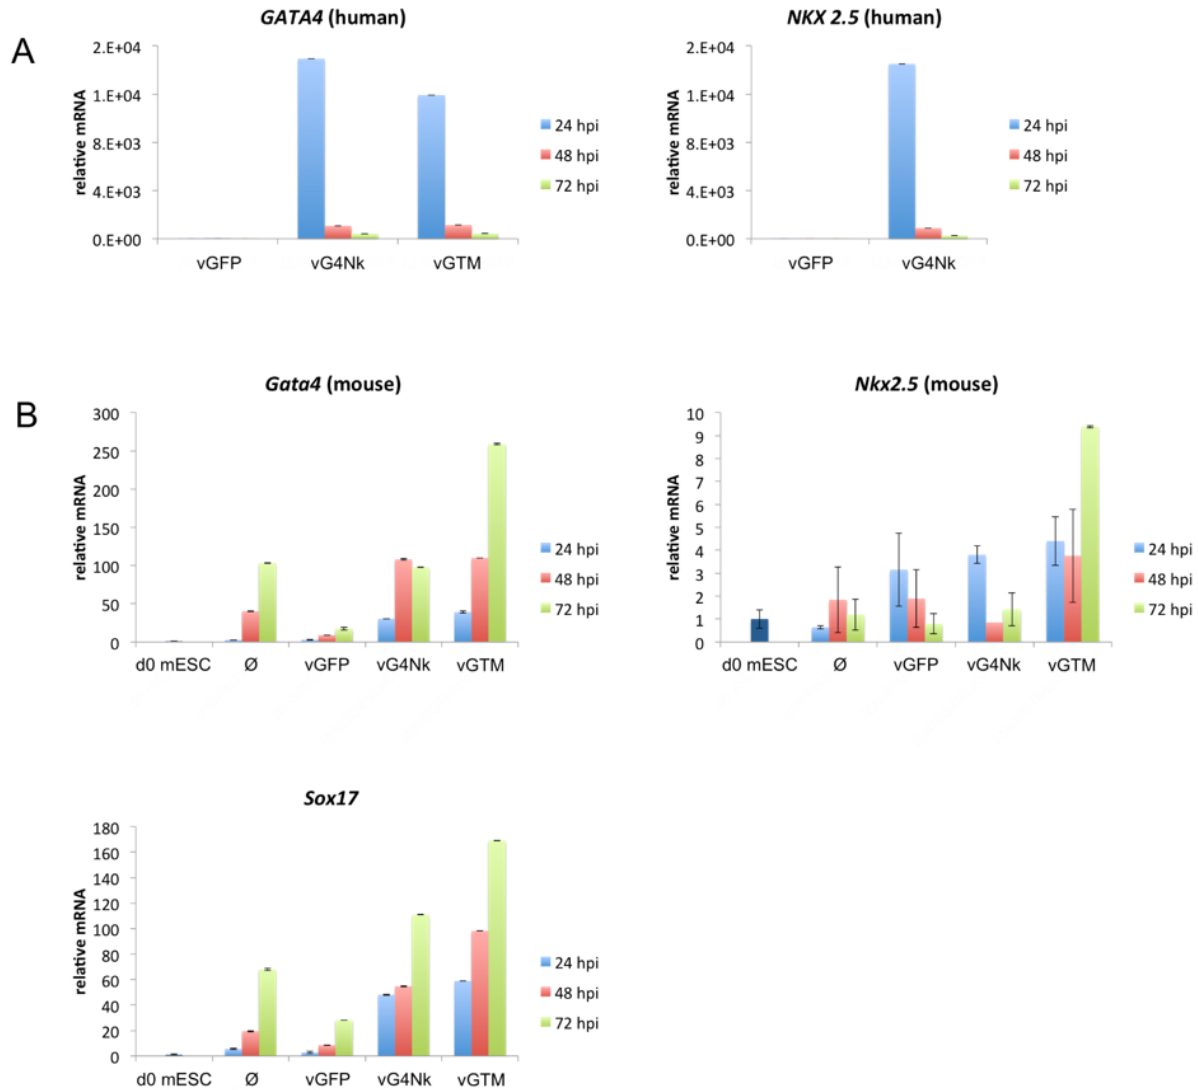 A
GATA4 (human)
2.E+04
1.E+04
8.E+03
4.E+03
0.E+00
relative mRNA
vGFP vG4Nk vGTM
24 hpi
48 hpi
72 hpi
NKX 2.5 (human)
2.E+04
1.E+04
8.E+03
4.E+03
0.E+00
relative mRNA
vGFP vG4Nk
24 hpi
48 hpi
72 hpi
B
Gata4 (mouse)
300
250
200
150
100
50
0
relative mRNA
d0 mESC Ø vGFP vG4Nk vGTM
24 hpi
48 hpi
72 hpi
Nkx2.5 (mouse)
10
9
8
7
6
5
4
3
2
1
0
relative mRNA
d0 mESC Ø vGFP vG4Nk vGTM
24 hpi
48 hpi
72 hpi
Sox17
180
160
140
120
100
80
60
40
20
0
relative mRNA
d0 mESC Ø vGFP vG4Nk vGTM
24 hpi
48 hpi
72 hpi